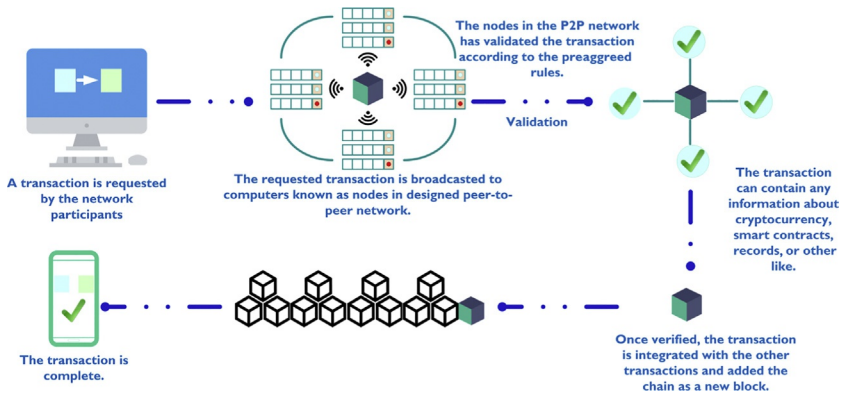 A transaction is requested
by the network
participants
The requested transaction is broadcasted to
computers known as nodes in designed peer-to-
peer network.
The nodes in the P2P network
has validated the transaction
according to the preaggreed
rules.
Validation
The transaction
can contain any
information about
cryptocurrency,
smart contracts,
records, or other
like.
Once verified, the transaction
is integrated with the other
transactions and added the
chain as a new block.
The transaction is
complete.